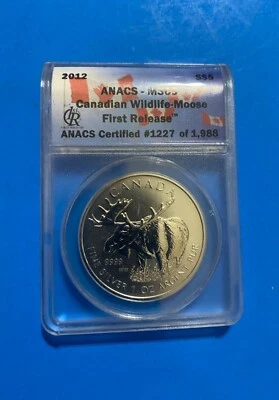 2012 $5
ANACS - MS69
Canadian Wildlife-Moose
First Release™
ANACS Certified #1227 of 1,988
CANADA
9999
FINE SILVER 1 OZ ARGENT PUR